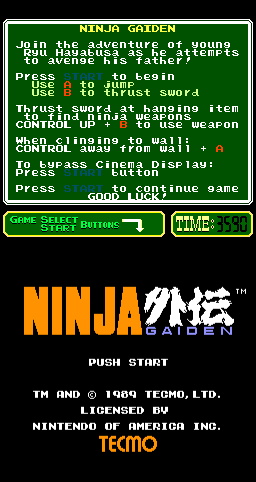 NINJA GAIDEN
Join the adventure of young
Ryu Hayabusa as he attempts
to avenge his father!
Press START to begin
Use A to jump
Use B to thrust sword
Thrust sword at hanging item
to find ninja weapons
CONTROL UP + B to use weapon
When clinging to wall:
CONTROL away from wall + A
To bypass Cinema Display:
Press START button
Press START to continue game
GOOD LUCK!
GAME SELECT
START BUTTONS
TIME: 3580
NINJA 外伝 TM
GAIDEN
PUSH START
TM AND © 1989 TECMO,LTD.
LICENSED BY
NINTENDO OF AMERICA INC.
TECMO